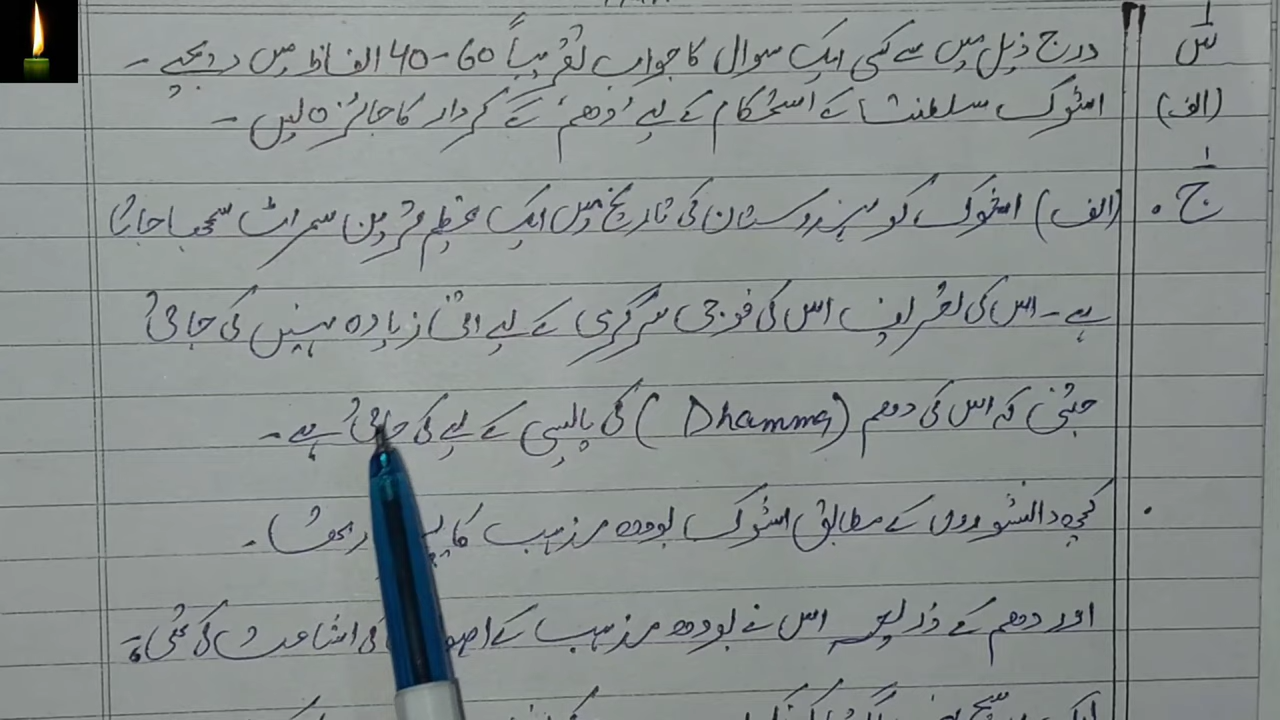 س۱ درج ذیل میں سے کسی ایک سوال کا جواب تقریباً 60-40 الفاظ میں دیجیے۔
(الف) اشوک سلطنت کے استحکام کے لیے 'دھم' کے کردار کا جائزہ لیں۔
ج۱. (الف) اشوک کو ہندوستان کی تاریخ میں ایک عظیم ترین سمراٹ سمجھا جاتا
ہے۔ اس کی تعریف اس کی فوجی سرگرمی کے لیے اتنی زیادہ نہیں کی جاتی
جتنی کہ اس کی دھم (Dhamma) کی پالیسی کے لیے کی جاتی ہے۔
. کچھ دانشوروں کے مطابق اشوک بودھ مذہب کا تھا۔
اور دھم کے ذریعہ اس نے بودھ مذہب کے کی اشاعت کی تھی۔